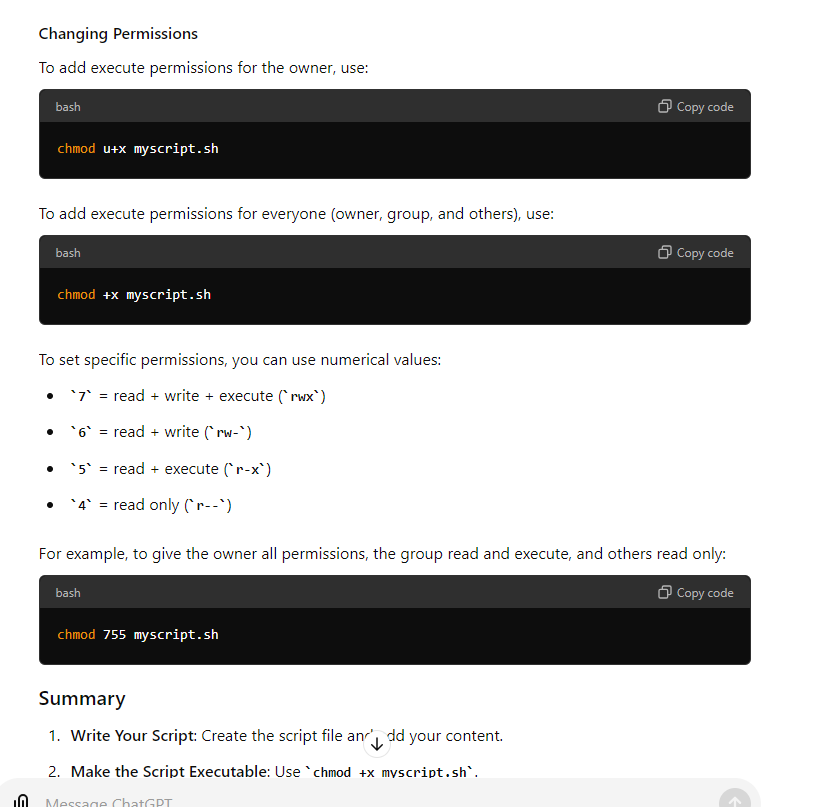 Changing Permissions
To add execute permissions for the owner, use:
bash Copy code
chmod u+x myscript.sh
To add execute permissions for everyone (owner, group, and others), use:
bash Copy code
chmod +x myscript.sh
To set specific permissions, you can use numerical values:
• `7` = read + write + execute (`rwx`)
• `6` = read + write (`rw-`)
• `5` = read + execute (`r-x`)
• `4` = read only (`r--`)
For example, to give the owner all permissions, the group read and execute, and others read only:
bash Copy code
chmod 755 myscript.sh
Summary
1. Write Your Script: Create the script file and add your content.
2. Make the Script Executable: Use `chmod +x myscript.sh`.
Message ChatGPT